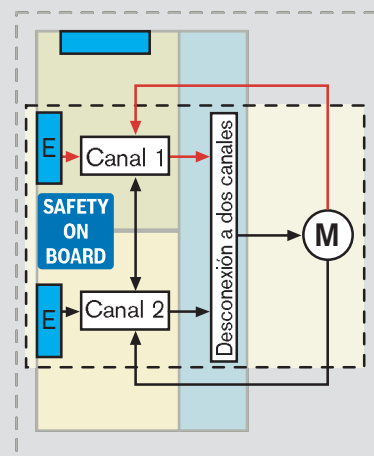 E
Canal 1
SAFETY
ON
BOARD
Desconexión a dos canales
M
E
Canal 2